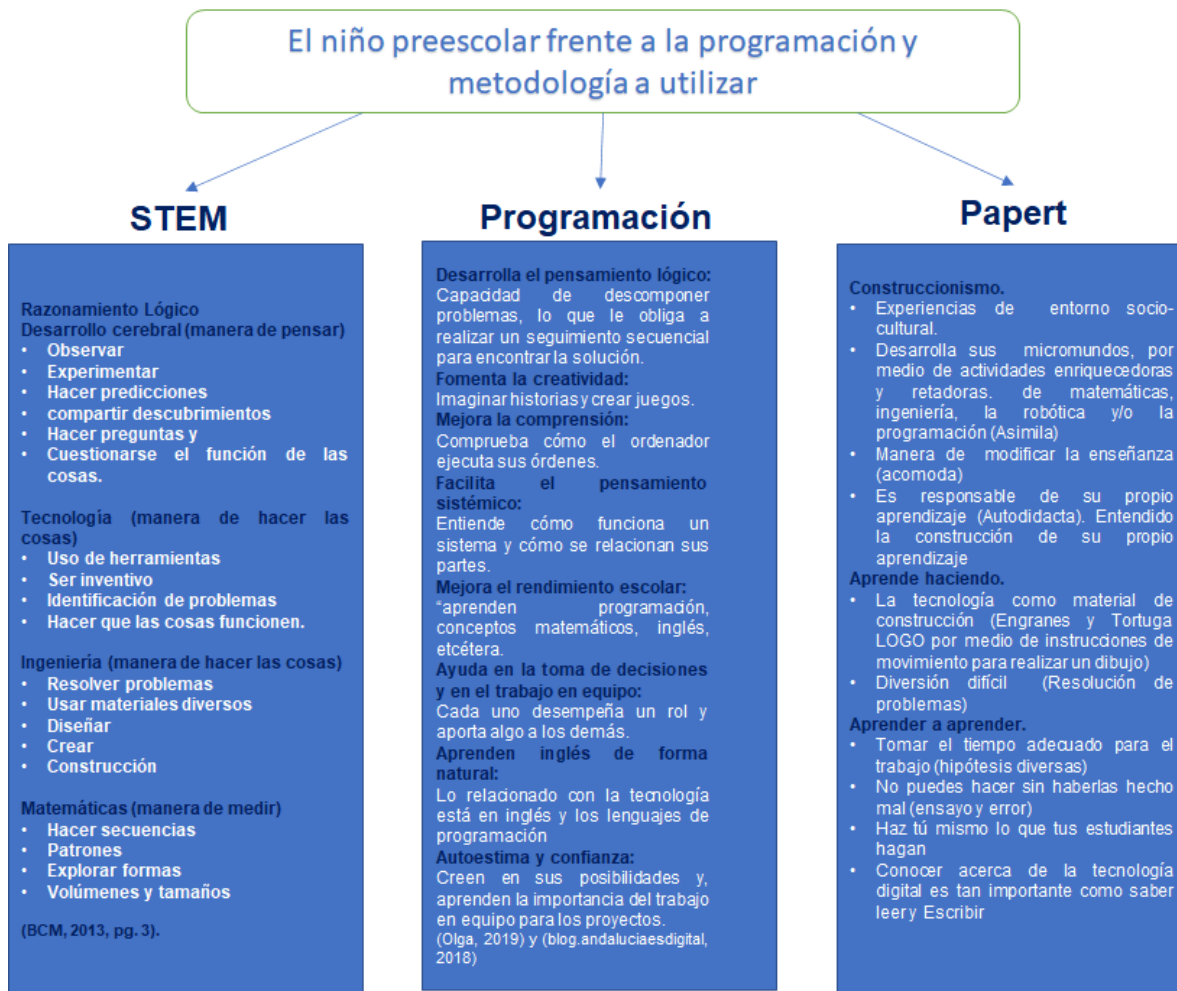 El niño preescolar frente a la programación y
metodología a utilizar
STEM
Razonamiento Lógico
Desarrollo cerebral (manera de pensar)
• Observar
• Experimentar
• Hacer predicciones
• compartir descubrimientos
• Hacer preguntas y
• Cuestionarse el función de las
cosas.
Tecnología (manera de hacer las
cosas)
• Uso de herramientas
• Ser inventivo
• Identificación de problemas
• Hacer que las cosas funcionen.
Ingeniería (manera de hacer las cosas)
• Resolver problemas
• Usar materiales diversos
• Diseñar
• Crear
• Construcción
Matemáticas (manera de medir)
• Hacer secuencias
• Patrones
• Explorar formas
• Volúmenes y tamaños
(BCM, 2013, pg. 3).
Programación
Desarrolla el pensamiento lógico:
Capacidad de descomponer
problemas, lo que le obliga a
realizar un seguimiento secuencial
para encontrar la solución.
Fomenta la creatividad:
Imaginar historias y crear juegos.
Mejora la comprensión:
Comprueba cómo el ordenador
ejecuta sus órdenes.
Facilita el pensamiento
sistémico:
Entiende cómo funciona un
sistema y cómo se relacionan sus
partes.
Mejora el rendimiento escolar:
“aprenden programación,
conceptos matemáticos, inglés,
etcétera.
Ayuda en la toma de decisiones
y en el trabajo en equipo:
Cada uno desempeña un rol y
aporta algo a los demás.
Aprenden inglés de forma
natural:
Lo relacionado con la tecnología
está en inglés y los lenguajes de
programación
Autoestima y confianza:
Creen en sus posibilidades y,
aprenden la importancia del trabajo
en equipo para los proyectos.
(Olga, 2019) y (blog.andaluciaesdigital,
2018)
Papert
Construccionismo.
• Experiencias de entorno socio-
cultural.
• Desarrolla sus micromundos, por
medio de actividades enriquecedoras
y retadoras. de matemáticas,
ingeniería, la robótica y/o la
programación (Asimila)
• Manera de modificar la enseñanza
(acomoda)
• Es responsable de su propio
aprendizaje (Autodidacta). Entendido
la construcción de su propio
aprendizaje
Aprende haciendo.
• La tecnología como material de
construcción (Engranes y Tortuga
LOGO por medio de instrucciones de
movimiento para realizar un dibujo)
• Diversión difícil (Resolución de
problemas)
Aprender a aprender.
• Tomar el tiempo adecuado para el
trabajo (hipótesis diversas)
• No puedes hacer sin haberlas hecho
mal (ensayo y error)
• Haz tú mismo lo que tus estudiantes
hagan
• Conocer acerca de la tecnología
digital es tan importante como saber
leer y Escribir